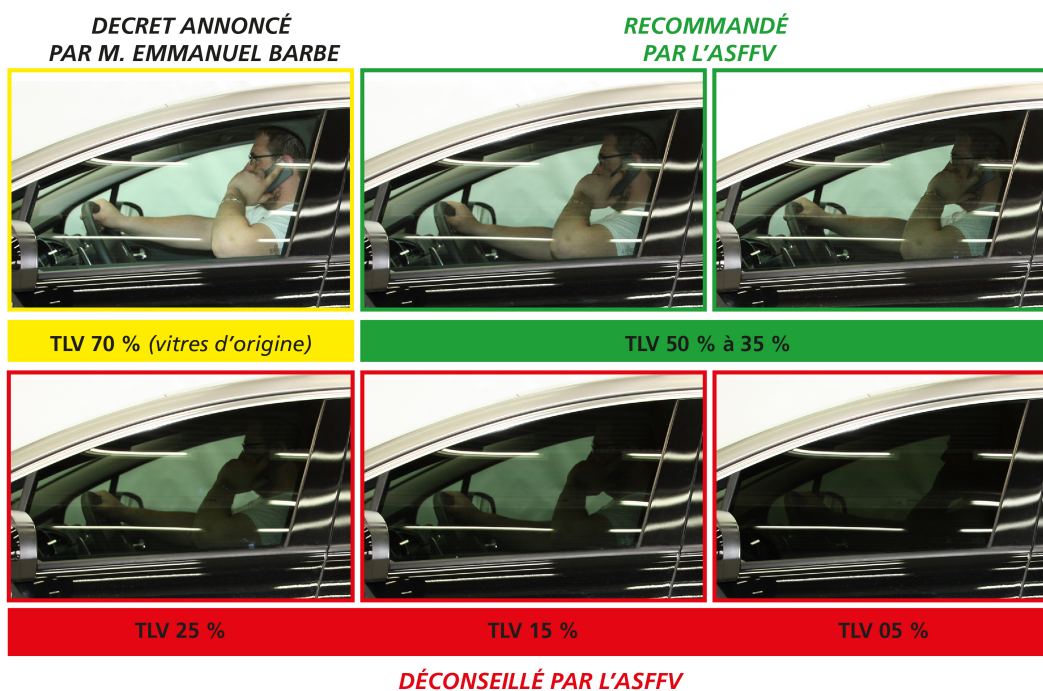 DECRET ANNONCÉ
PAR M. EMMANUEL BARBE
RECOMMANDÉ
PAR L'ASFFV
TLV 70 % (vitres d'origine)
TLV 50 % à 35 %
TLV 25 %
TLV 15 %
TLV 05 %
DÉCONSEILLÉ PAR L'ASFFV